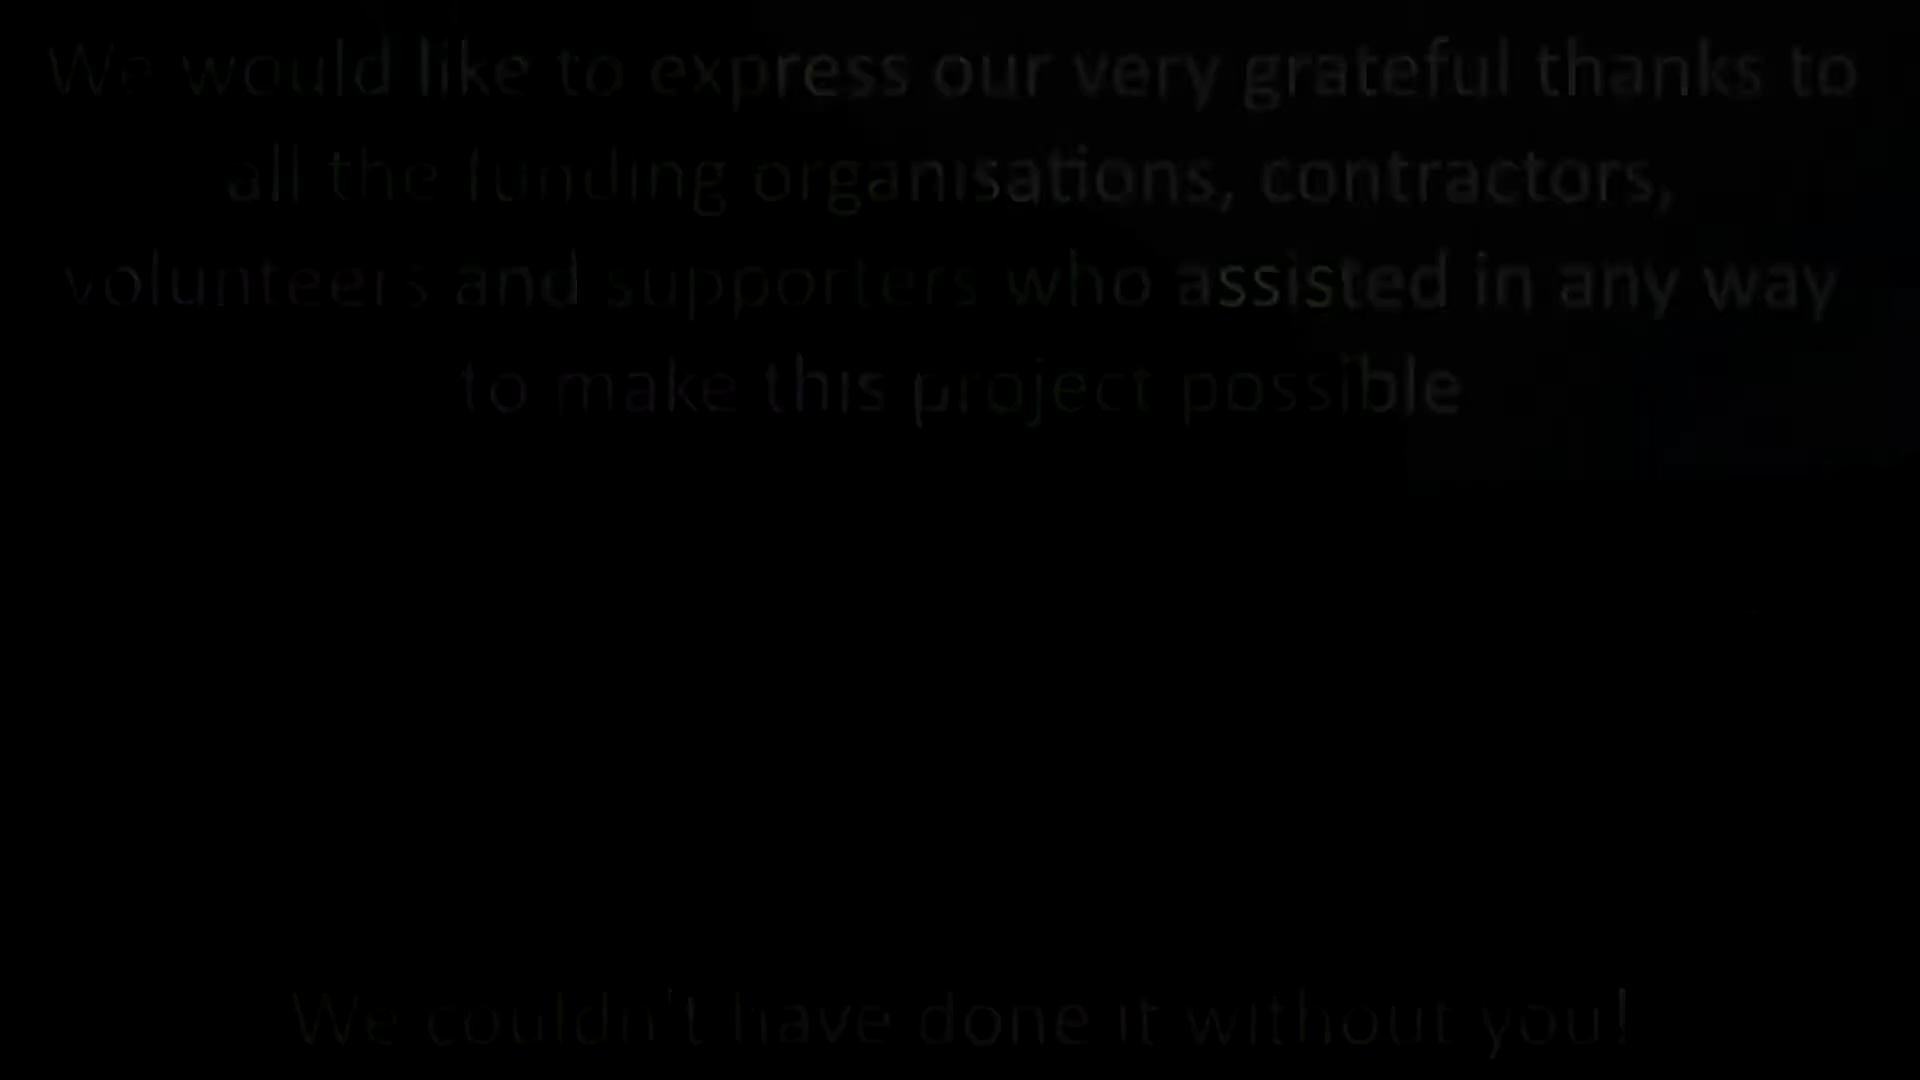 We would like to express our very grateful thanks to
all the funding organisations, contractors,
volunteers and supporters who assisted in any way
to make this project possible
We couldn't have done it without you!